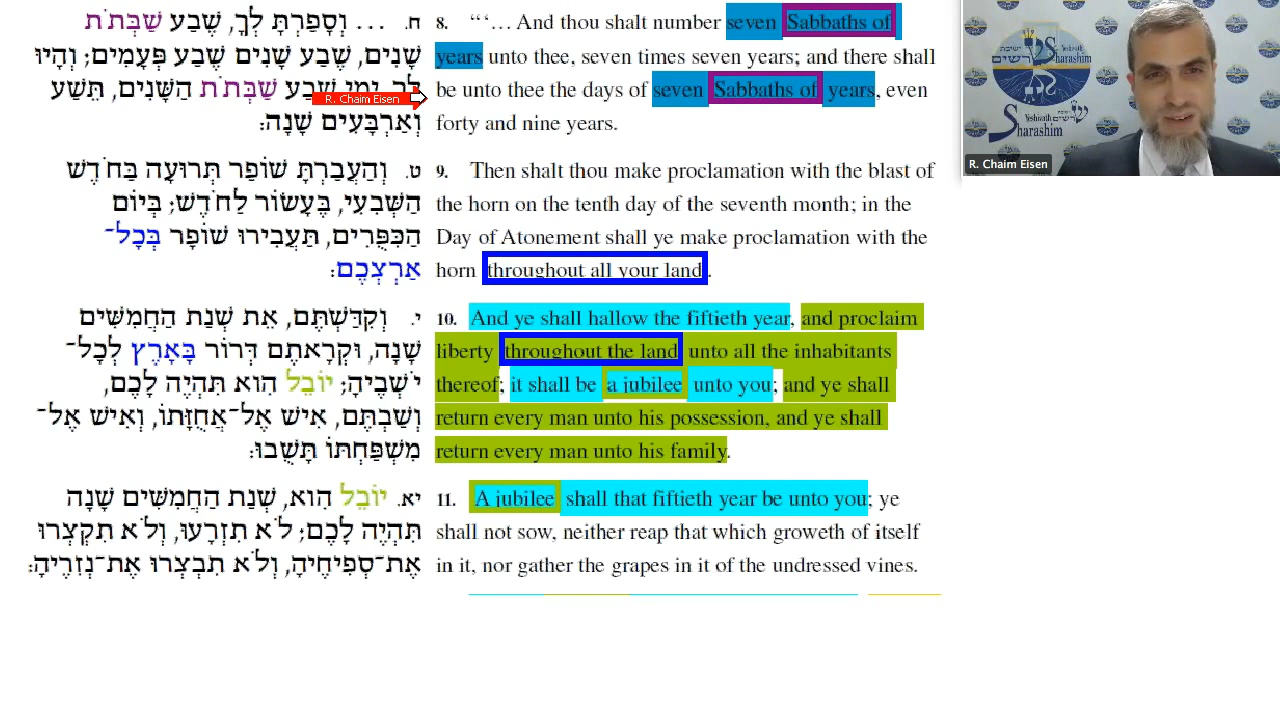 ח. ... וְסָפַרְתָּ לְךָ, שֶׁבַע שַׁבְּתֹת
שָׁנִים, שֶׁבַע שָׁנִים שֶׁבַע פְּעָמִים; וְהָיוּ
לְךָ, יְמֵי שֶׁבַע שַׁבְּתֹת הַשָּׁנִים, תֵּשַׁע
וְאַרְבָּעִים שָׁנָה:
ט. וְהַעֲבַרְתָּ שׁוֹפַר תְּרוּעָה בַּחֹדֶשׁ
הַשְּׁבִעִי, בֶּעָשׂוֹר לַחֹדֶשׁ; בְּיוֹם
הַכִּפֻּרִים, תַּעֲבִירוּ שׁוֹפָר בְּכָל־
אַרְצְכֶם:
י. וְקִדַּשְׁתֶּם, אֵת שְׁנַת הַחֲמִשִּׁים
שָׁנָה, וּקְרָאתֶם דְּרוֹר בָּאָרֶץ לְכָל־
יֹשְׁבֶיהָ; יוֹבֵל הִוא תִּהְיֶה לָכֶם,
וְשַׁבְתֶּם, אִישׁ אֶל־אֲחֻזָּתוֹ, וְאִישׁ אֶל־
מִשְׁפַּחְתּוֹ תָּשֻׁבוּ:
יא. יוֹבֵל הִוא, שְׁנַת הַחֲמִשִּׁים שָׁנָה
תִּהְיֶה לָכֶם; לֹא תִזְרָעוּ, וְלֹא תִקְצְרוּ
אֶת־סְפִיחֶיהָ, וְלֹא תִבְצְרוּ אֶת־נְזִרֶיהָ:
R. Chaim Eisen
8. “‘… And thou shalt number seven Sabbaths of
years unto thee, seven times seven years; and there shall
be unto thee the days of seven Sabbaths of years, even
forty and nine years.
9. Then shalt thou make proclamation with the blast of
the horn on the tenth day of the seventh month; in the
Day of Atonement shall ye make proclamation with the
horn throughout all your land.
10. And ye shall hallow the fiftieth year, and proclaim
liberty throughout the land unto all the inhabitants
thereof; it shall be a jubilee unto you; and ye shall
return every man unto his possession, and ye shall
return every man unto his family.
11. A jubilee shall that fiftieth year be unto you; ye
shall not sow, neither reap that which groweth of itself
in it, nor gather the grapes in it of the undressed vines.
Yeshivath
Sharashim
R. Chaim Eisen